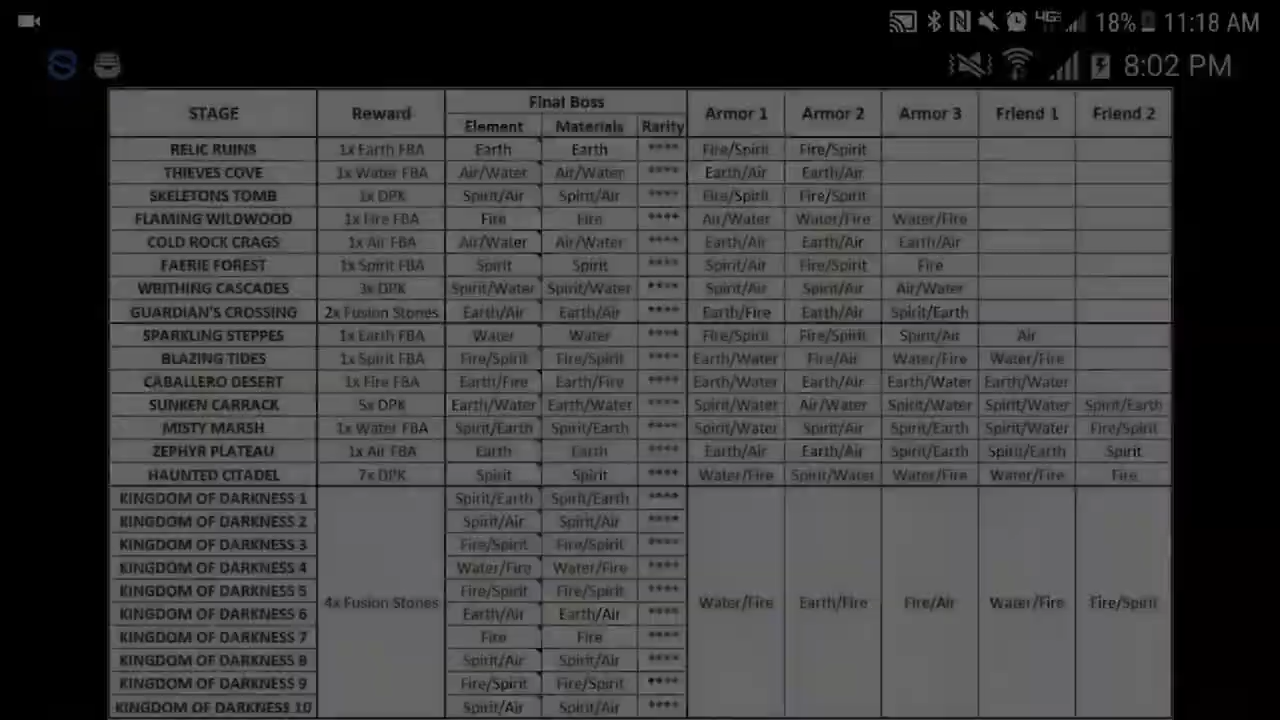 4GE 18% 11:18 AM
8:02 PM
STAGE Reward Final Boss Armor 1 Armor 2 Armor 3 Friend 1 Friend 2
Element Materials Rarity
RELIC RUINS 1x Earth FBA Earth Earth **** Fire/Spirit Fire/Spirit
THIEVES COVE 1x Water FBA Air/Water Air/Water **** Earth/Air Earth/Air
SKELETONS TOMB 1x DPK Spirit/Air Spirit/Air **** Fire/Spirit Fire/Spirit
FLAMING WILDWOOD 1x Fire FBA Fire Fire **** Air/Water Water/Fire Water/Fire
COLD ROCK CRAGS 1x Air FBA Air/Water Air/Water **** Earth/Air Earth/Air Earth/Air
FAERIE FOREST 1x Spirit FBA Spirit Spirit **** Spirit/Air Fire/Spirit Fire
WRITHING CASCADES 3x DPK Spirit/Water Spirit/Water **** Spirit/Air Spirit/Air Air/Water
GUARDIAN'S CROSSING 2x Fusion Stones Earth/Air Earth/Air **** Earth/Fire Earth/Air Spirit/Earth
SPARKLING STEPPES 1x Earth FBA Water Water **** Fire/Spirit Fire/Spirit Spirit/Air Air
BLAZING TIDES 1x Spirit FBA Fire/Spirit Fire/Spirit **** Earth/Water Fire/Air Water/Fire Water/Fire
CABALLERO DESERT 1x Fire FBA Earth/Fire Earth/Fire **** Earth/Water Earth/Air Earth/Water Earth/Water
SUNKEN CARRACK 5x DPK Earth/Water Earth/Water **** Spirit/Water Air/Water Spirit/Water Spirit/Water Spirit/Earth
MISTY MARSH 1x Water FBA Spirit/Earth Spirit/Earth **** Spirit/Water Spirit/Air Spirit/Earth Spirit/Water Fire/Spirit
ZEPHYR PLATEAU 1x Air FBA Earth Earth **** Earth/Air Earth/Air Spirit/Earth Spirit/Earth Spirit
HAUNTED CITADEL 7x DPK Spirit Spirit **** Water/Fire Spirit/Water Water/Fire Water/Fire Fire
KINGDOM OF DARKNESS 1 Spirit/Earth Spirit/Earth ****
KINGDOM OF DARKNESS 2 Spirit/Air Spirit/Air ****
KINGDOM OF DARKNESS 3 Fire/Spirit Fire/Spirit ****
KINGDOM OF DARKNESS 4 Water/Fire Water/Fire ****
KINGDOM OF DARKNESS 5 Fire/Spirit Fire/Spirit ****
4x Fusion Stones Water/Fire Earth/Fire Fire/Air Water/Fire Fire/Spirit
KINGDOM OF DARKNESS 6 Earth/Air Earth/Air ****
KINGDOM OF DARKNESS 7 Fire Fire ****
KINGDOM OF DARKNESS 8 Spirit/Air Spirit/Air ****
KINGDOM OF DARKNESS 9 Fire/Spirit Fire/Spirit ****
KINGDOM OF DARKNESS 10 Spirit/Air Spirit/Air ****